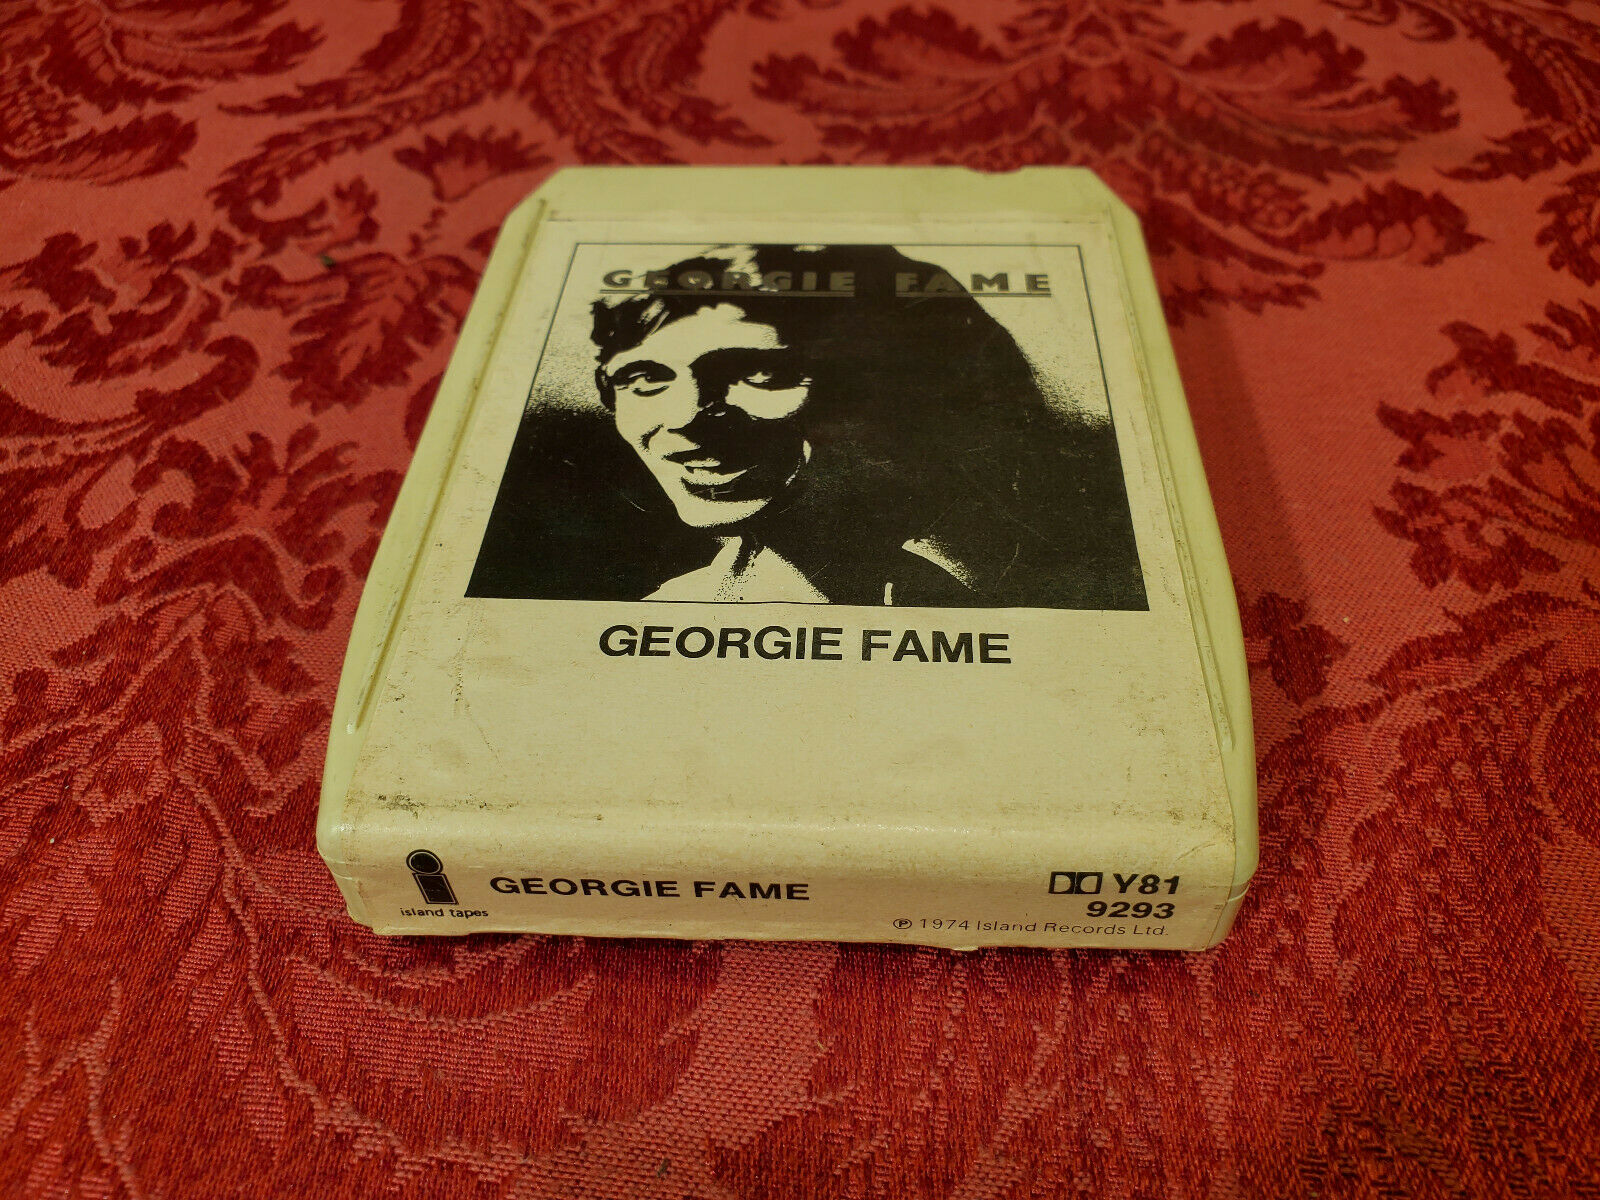 GEORGIE FAME
GEORGIE FAME
island tapes
GEORGIE FAME
Y81
9293
℗ 1974 Island Records Ltd.